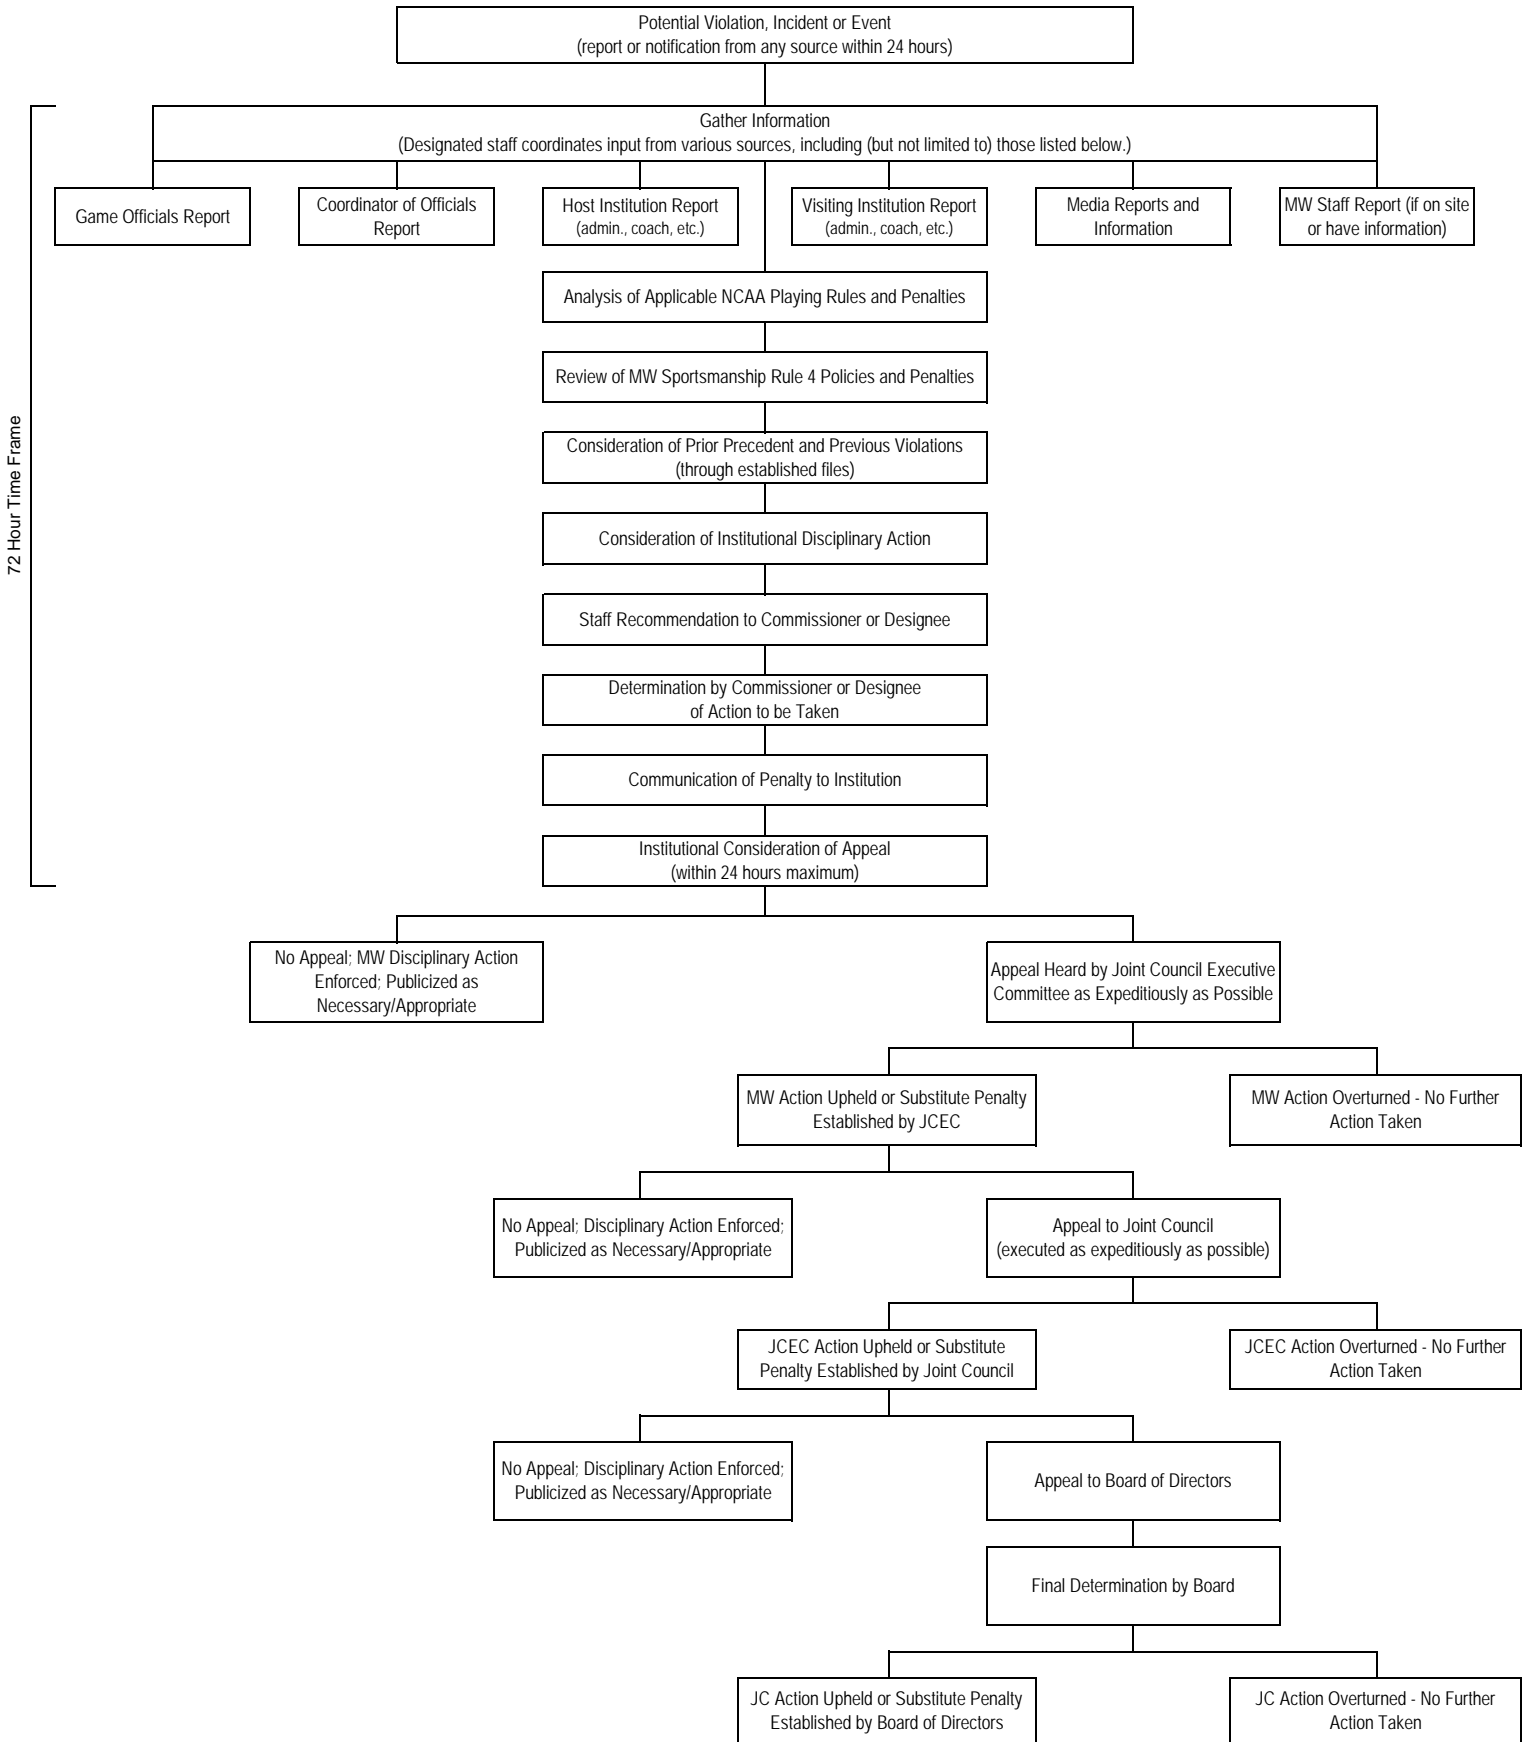 Potential Violation, Incident or Event
(report or notification from any source within 24 hours)
Gather Information
(Designated staff coordinates input from various sources, including (but not limited to) those listed below.)
Game Officials Report
Coordinator of Officials
Report
Host Institution Report
(admin., coach, etc.)
Visiting Institution Report
(admin., coach, etc.)
Media Reports and
Information
MW Staff Report (if on site
or have information)
72 Hour Time Frame
Analysis of Applicable NCAA Playing Rules and Penalties
Review of MW Sportsmanship Rule 4 Policies and Penalties
Consideration of Prior Precedent and Previous Violations
(through established files)
Consideration of Institutional Disciplinary Action
Staff Recommendation to Commissioner or Designee
Determination by Commissioner or Designee
of Action to be Taken
Communication of Penalty to Institution
Institutional Consideration of Appeal
(within 24 hours maximum)
No Appeal; MW Disciplinary Action
Enforced; Publicized as
Necessary/Appropriate
Appeal Heard by Joint Council Executive
Committee as Expeditiously as Possible
MW Action Upheld or Substitute Penalty
Established by JCEC
MW Action Overturned - No Further
Action Taken
No Appeal; Disciplinary Action Enforced;
Publicized as Necessary/Appropriate
Appeal to Joint Council
(executed as expeditiously as possible)
JCEC Action Upheld or Substitute
Penalty Established by Joint Council
JCEC Action Overturned - No Further
Action Taken
No Appeal; Disciplinary Action Enforced;
Publicized as Necessary/Appropriate
Appeal to Board of Directors
Final Determination by Board
JC Action Upheld or Substitute Penalty
Established by Board of Directors
JC Action Overturned - No Further
Action Taken